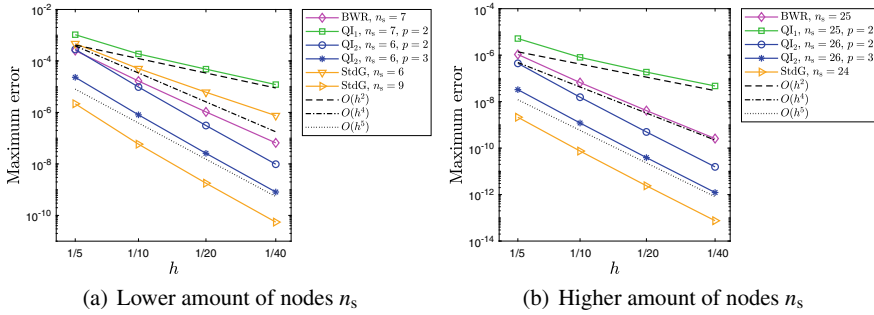 10^-2
10^-4
10^-6
10^-8
10^-10
Maximum error
1/5
1/10
1/20
1/40
h
BWR, n_s = 7
QI_1, n_s = 7, p = 2
QI_2, n_s = 6, p = 2
QI_2, n_s = 6, p = 3
StdG, n_s = 6
StdG, n_s = 9
O(h^2)
O(h^4)
O(h^5)
(a) Lower amount of nodes n_s
10^-4
10^-6
10^-8
10^-10
10^-12
10^-14
Maximum error
1/5
1/10
1/20
1/40
h
BWR, n_s = 25
QI_1, n_s = 25, p = 2
QI_2, n_s = 26, p = 2
QI_2, n_s = 26, p = 3
StdG, n_s = 24
O(h^2)
O(h^4)
O(h^5)
(b) Higher amount of nodes n_s